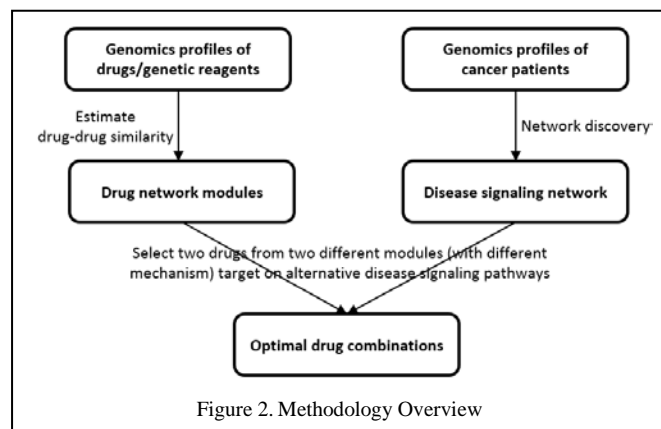 Genomics profiles of
drugs/genetic reagents
Genomics profiles of
cancer patients
Estimate
drug-drug similarity
Network discovery
Drug network modules
Disease signaling network
Select two drugs from two different modules (with different
mechanism) target on alternative disease signaling pathways
Optimal drug combinations
Figure 2. Methodology Overview